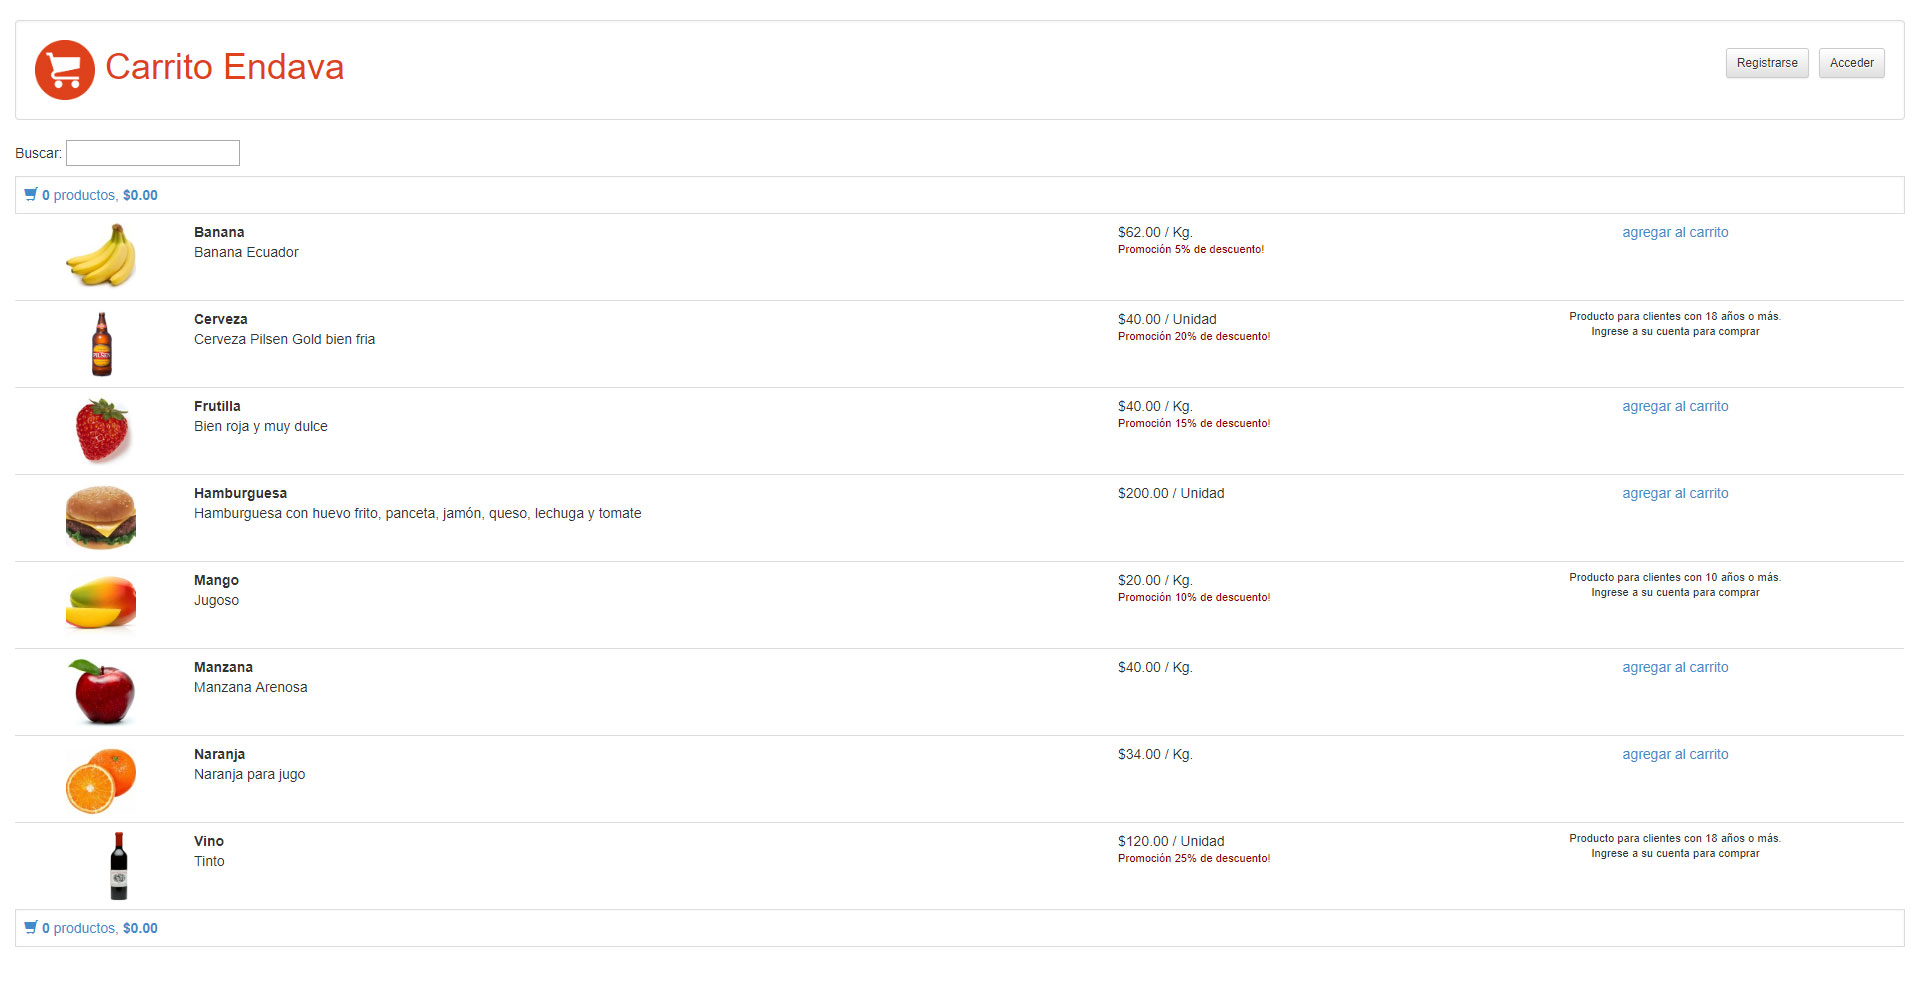 Carrito Endava
Registrarse
Acceder
Buscar:
0 productos, $0.00
Banana
Banana Ecuador
$62.00 / Kg.
Promoción 5% de descuento!
agregar al carrito
Cerveza
Cerveza Pilsen Gold bien fria
$40.00 / Unidad
Promoción 20% de descuento!
Producto para clientes con 18 años o más.
Ingrese a su cuenta para comprar
PILSEN
Frutilla
Bien roja y muy dulce
$40.00 / Kg.
Promoción 15% de descuento!
agregar al carrito
Hamburguesa
Hamburguesa con huevo frito, panceta, jamón, queso, lechuga y tomate
$200.00 / Unidad
agregar al carrito
Mango
Jugoso
$20.00 / Kg.
Promoción 10% de descuento!
Producto para clientes con 10 años o más.
Ingrese a su cuenta para comprar
Manzana
Manzana Arenosa
$40.00 / Kg.
agregar al carrito
Naranja
Naranja para jugo
$34.00 / Kg.
agregar al carrito
Vino
Tinto
$120.00 / Unidad
Promoción 25% de descuento!
Producto para clientes con 18 años o más.
Ingrese a su cuenta para comprar
0 productos, $0.00